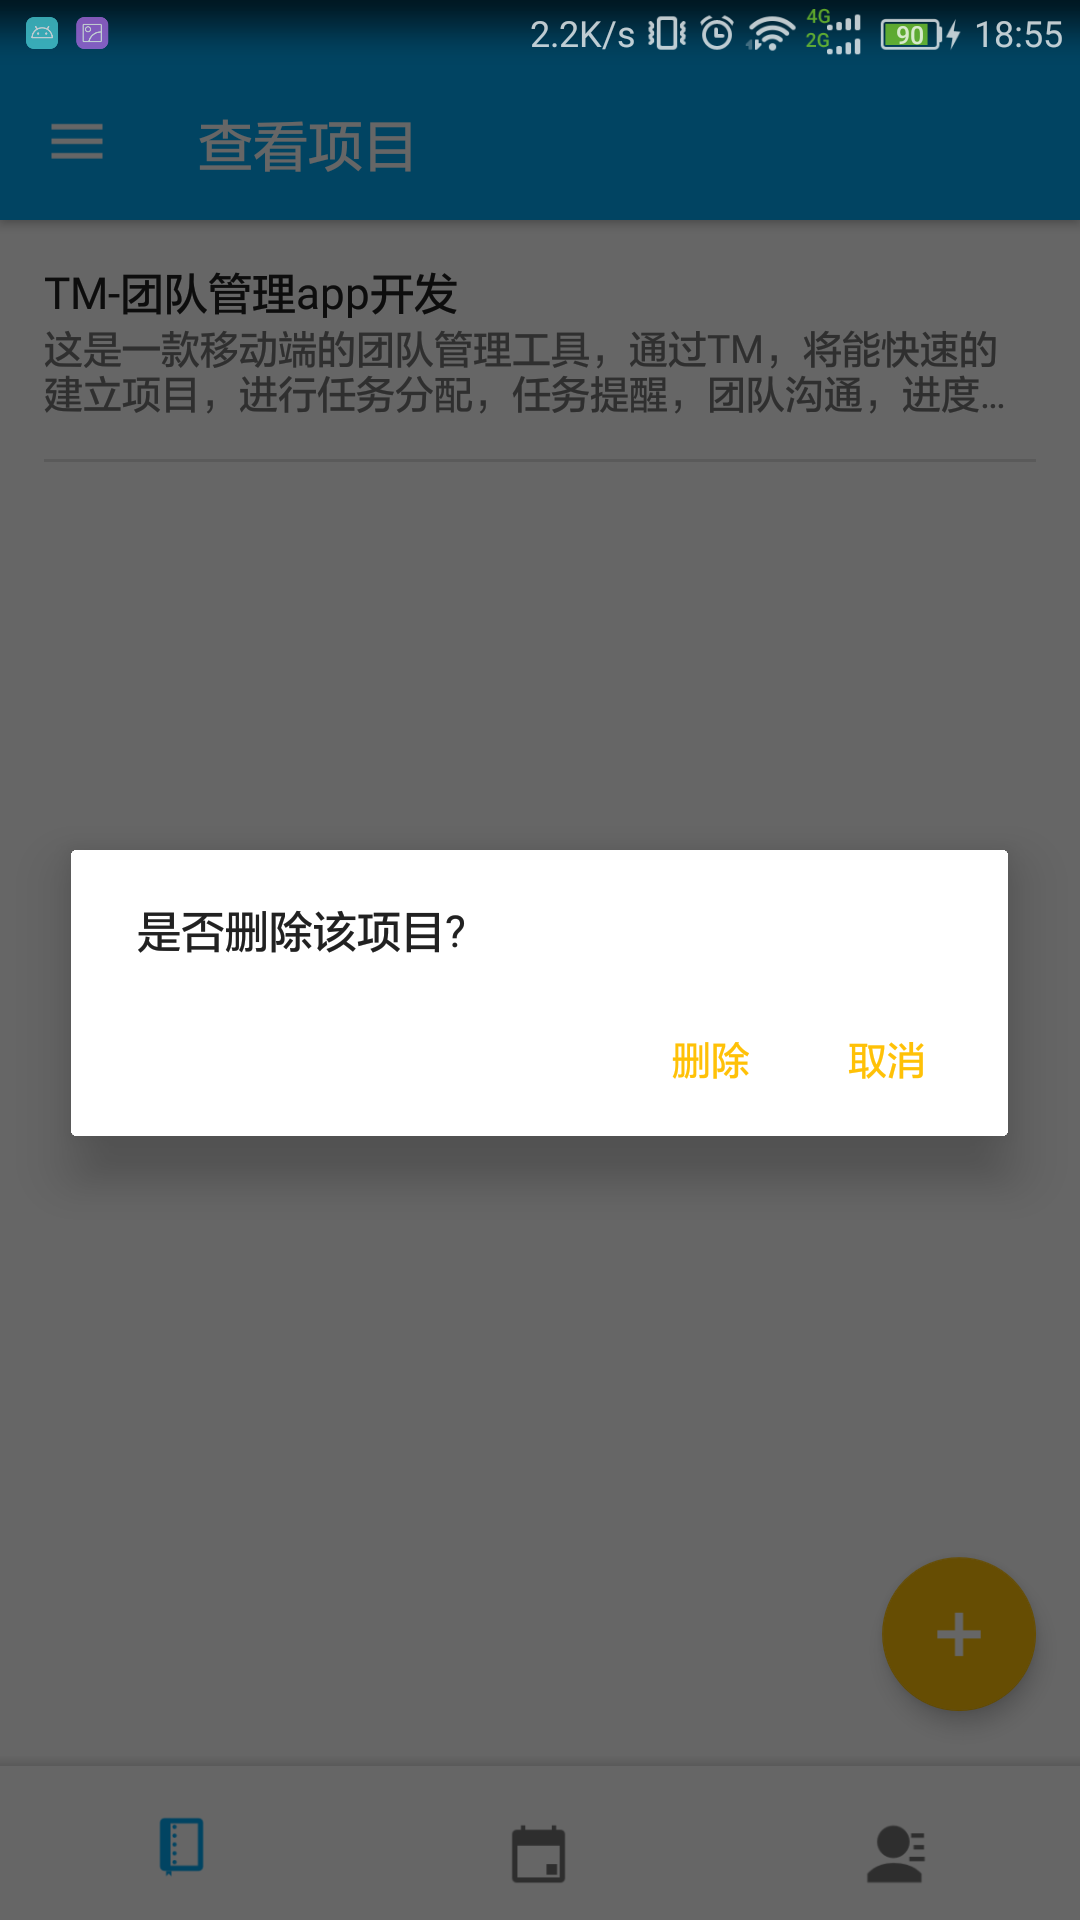 2.2K/s 4G 2G 90 18:55
查看项目
TM-团队管理app开发
这是一款移动端的团队管理工具，通过TM，将能快速的
建立项目，进行任务分配，任务提醒，团队沟通，进度...
是否删除该项目?
删除 取消